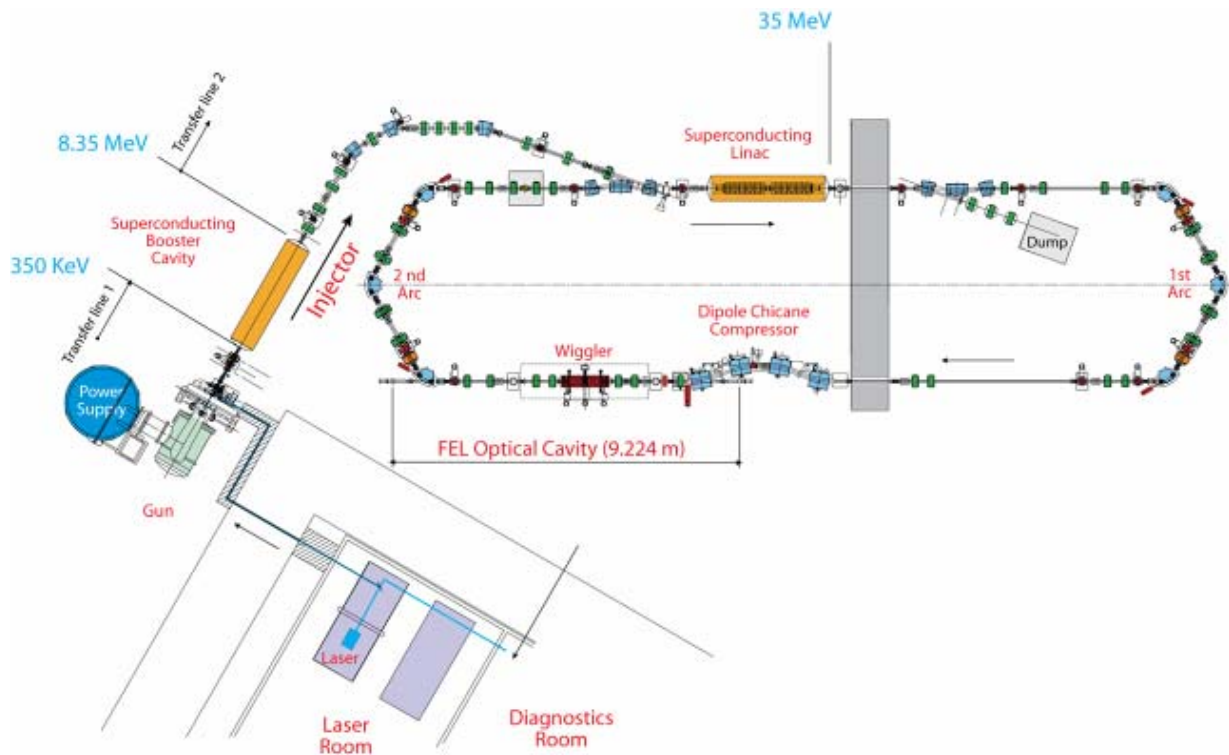 35 MeV
Transfer line 2
8.35 MeV
Superconducting
Linac
Superconducting
Booster
Cavity
Injector
Dump
350 KeV
2 nd
Arc
1st
Arc
Transfer line 1
Dipole Chicane
Compressor
Wiggler
Power
Supply
FEL Optical Cavity (9.224 m)
Gun
Laser
Laser
Room
Diagnostics
Room